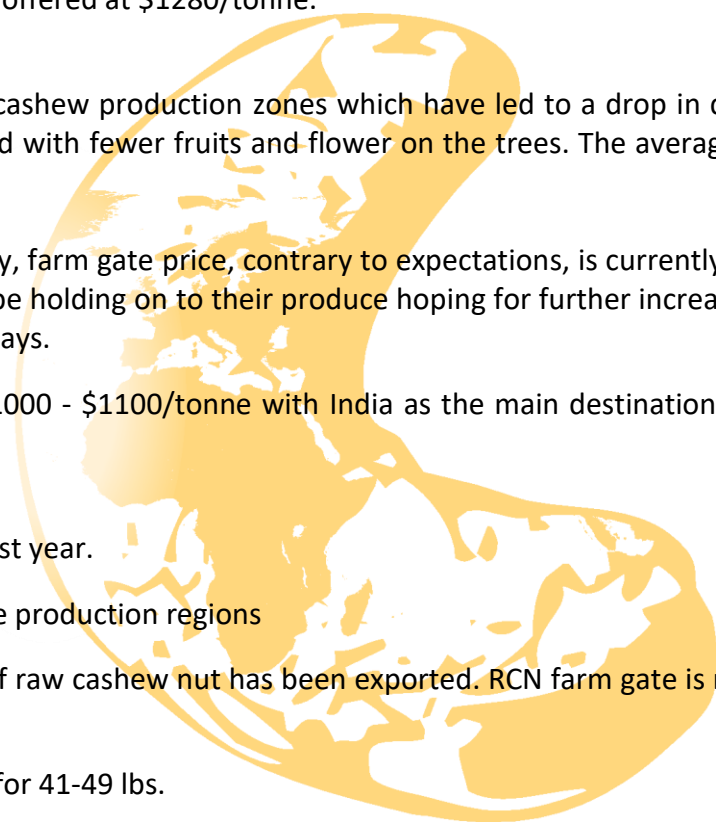 offered at $1280/tonne.
cashew production zones which have led to a drop in
with fewer fruits and flower on the trees. The
farm gate price, contrary to expectations, is currently
be holding on to their produce hoping for further
ays.
1000 - $1100/tonne with India as the main destination
st year.
e production regions
f raw cashew nut has been exported. RCN farm gate is
for 41-49 lbs.